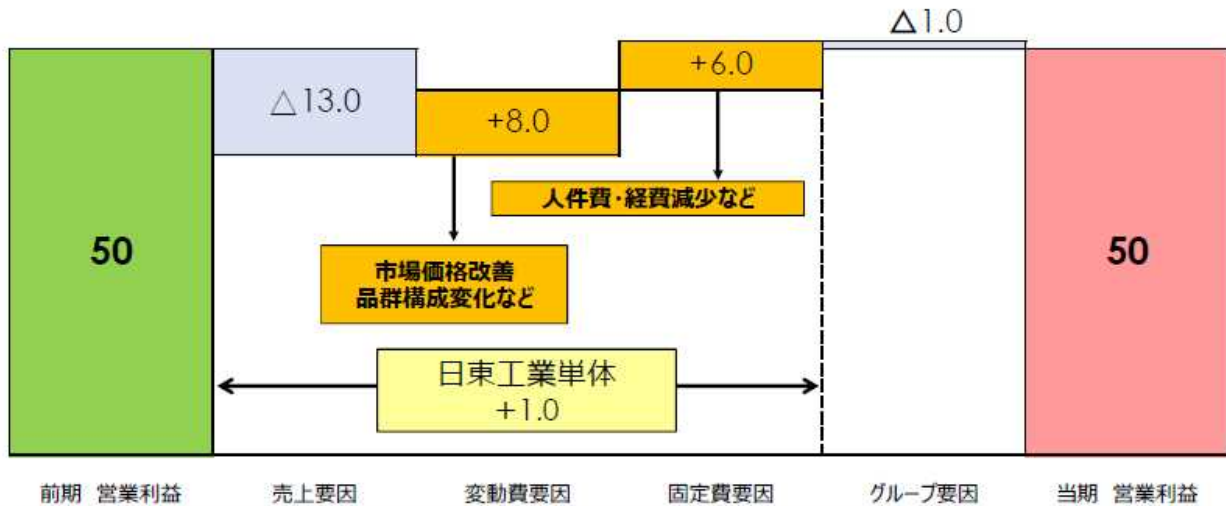 △1.0
△13.0
+8.0
+6.0
人件費・経費減少など
50
50
市場価格改善
品群構成変化など
日東工業単体
+1.0
前期 営業利益
売上要因
変動費要因
固定費要因
グループ要因
当期 営業利益